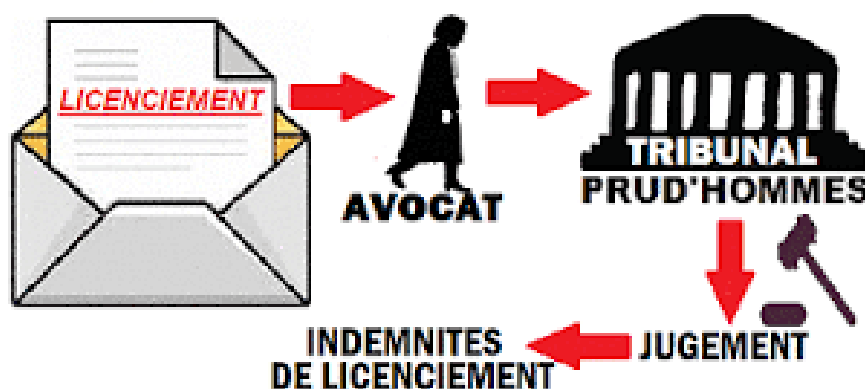 LICENCIEMENT
AVOCAT
TRIBUNAL
PRUD'HOMMES
JUGEMENT
INDEMNITES
DE LICENCIEMENT